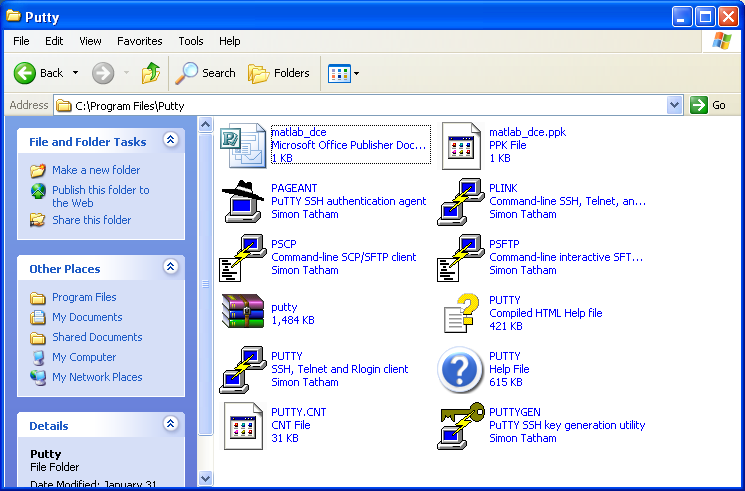 Putty
File Edit View Favorites Tools Help
Back Search Folders
Address C:\Program Files\Putty Go
File and Folder Tasks
Make a new folder
Publish this folder to
the Web
Share this folder
Other Places
Program Files
My Documents
Shared Documents
My Computer
My Network Places
Details
Putty
File Folder
Date Modified: January 31
matlab_dce
Microsoft Office Publisher Doc...
1 KB
matlab_dce.ppk
PPK File
1 KB
PAGEANT
PuTTY SSH authentication agent
Simon Tatham
PLINK
Command-line SSH, Telnet, an...
Simon Tatham
PSCP
Command-line SCP/SFTP client
Simon Tatham
PSFTP
Command-line interactive SFT...
Simon Tatham
putty
1,484 KB
PUTTY
Compiled HTML Help file
421 KB
PUTTY
SSH, Telnet and Rlogin client
Simon Tatham
PUTTY
Help File
615 KB
PUTTY.CNT
CNT File
31 KB
PUTTYGEN
PuTTY SSH key generation utility
Simon Tatham